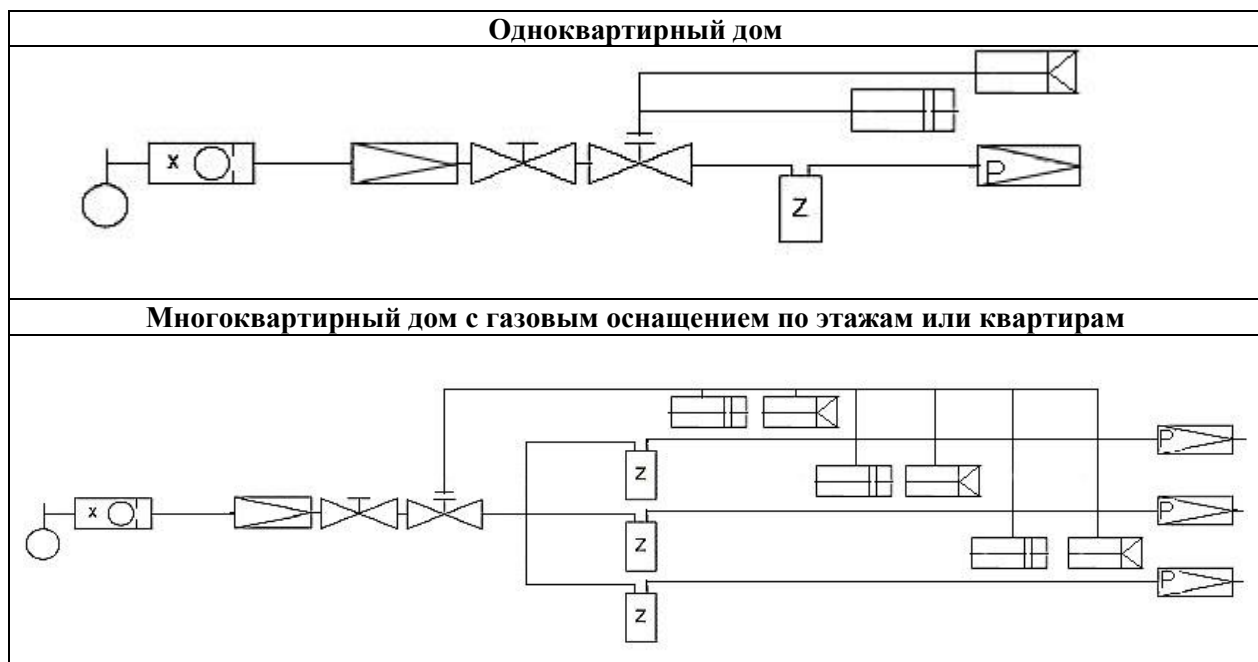 Одноквартирный дом
x
Z
P
Многоквартирный дом с газовым оснащением по этажам или квартирам
Z
P
x
Z
P
Z
P